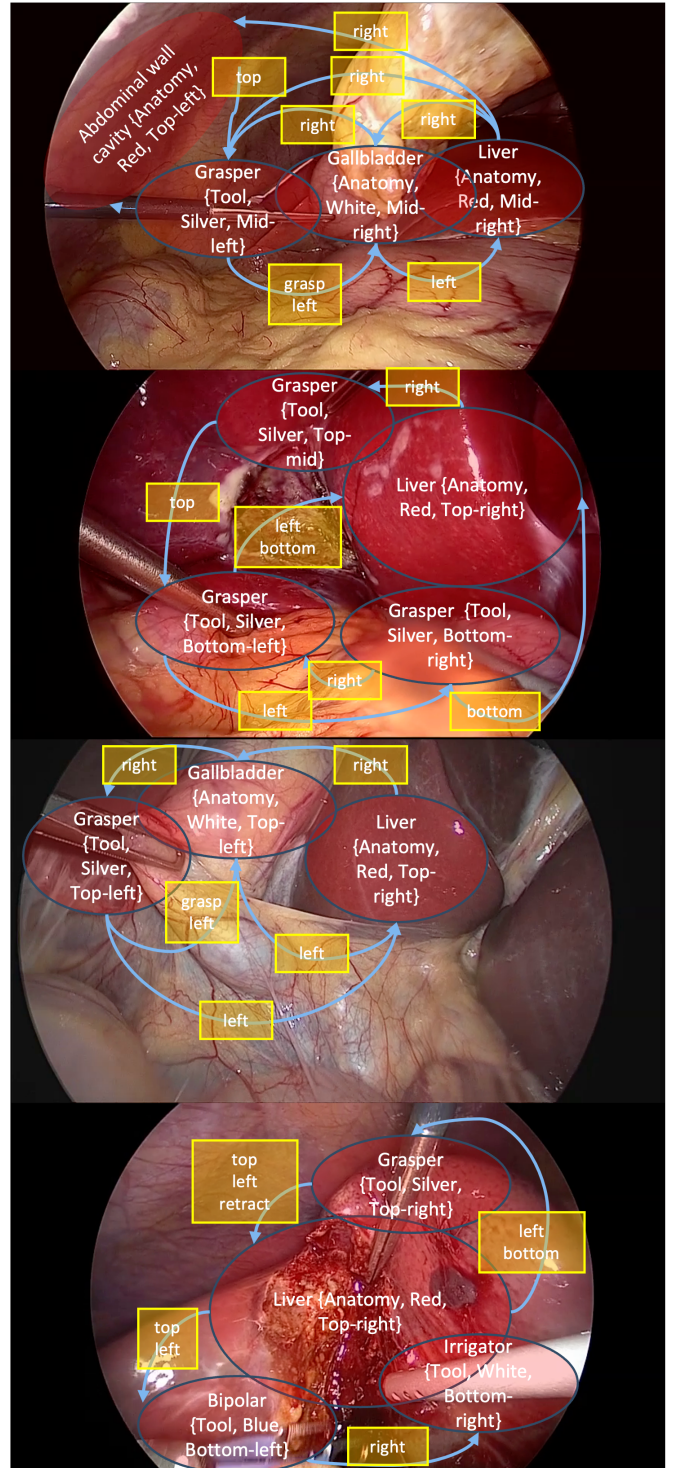 right
top
right
Abdominal wall
cavity {Anatomy,
Red, Top-left}
right
right
Grasper
{Tool,
Silver, Mid-
left}
Gallbladder
{Anatomy,
White, Mid-
right}
Liver
{Anatomy,
Red, Mid-
right}
grasp
left
left
Grasper
{Tool,
Silver, Top-
mid}
right
Liver {Anatomy,
Red, Top-right}
top
left
bottom
Grasper
{Tool, Silver,
Bottom-left}
Grasper {Tool,
Silver, Bottom-
right}
right
left
bottom
right
Gallbladder
{Anatomy,
White, Top-
left}
right
Grasper
{Tool,
Silver,
Top-left}
Liver
{Anatomy,
Red, Top-
right}
grasp
left
left
left
top
left
retract
Grasper
{Tool, Silver,
Top-right}
left
bottom
Liver {Anatomy, Red,
Top-right}
top
left
Irrigator
{Tool, White,
Bottom-
right}
Bipolar
{Tool, Blue,
Bottom-left}
right